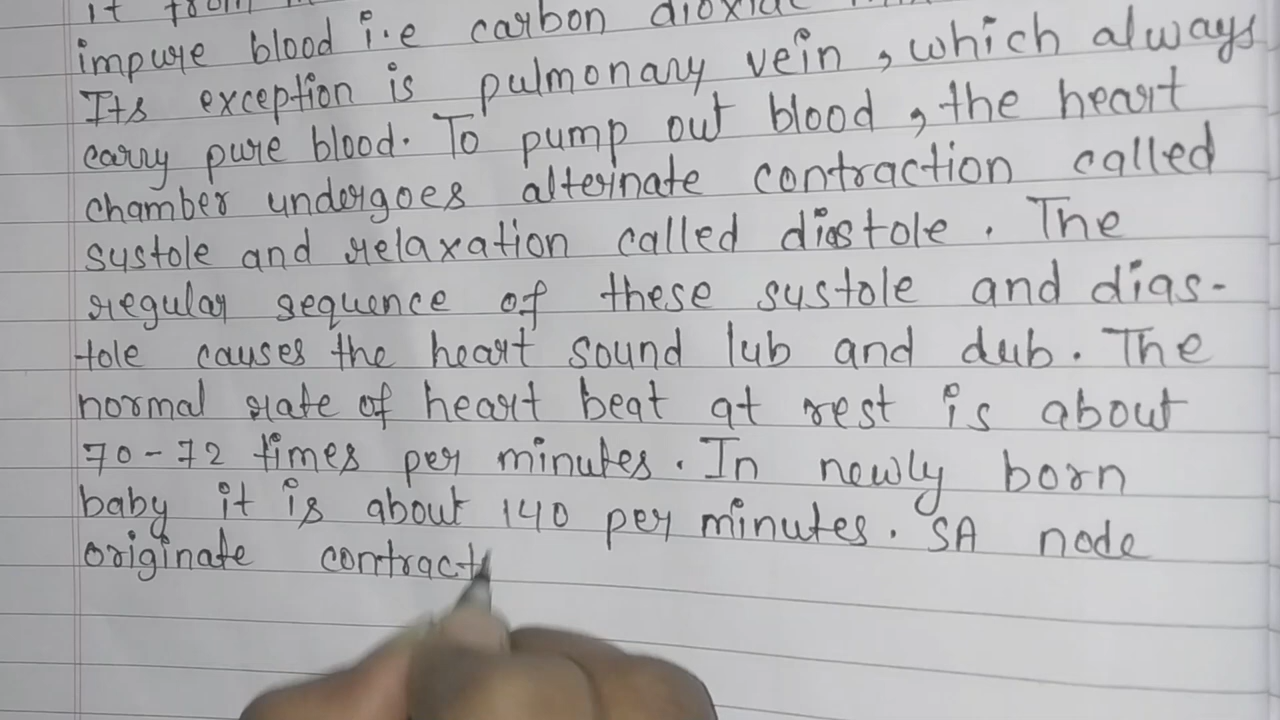 it from
impure blood i.e carbon dioxide
Its exception is pulmonary vein, which always
carry pure blood. To pump out blood, the heart
chamber undergoes alternate contraction called
systole and relaxation called diastole. The
regular sequence of these systole and dias-
tole causes the heart sound lub and dub. The
normal rate of heart beat at rest is about
70-72 times per minutes. In newly born
baby it is about 140 per minutes. SA node
originate contract